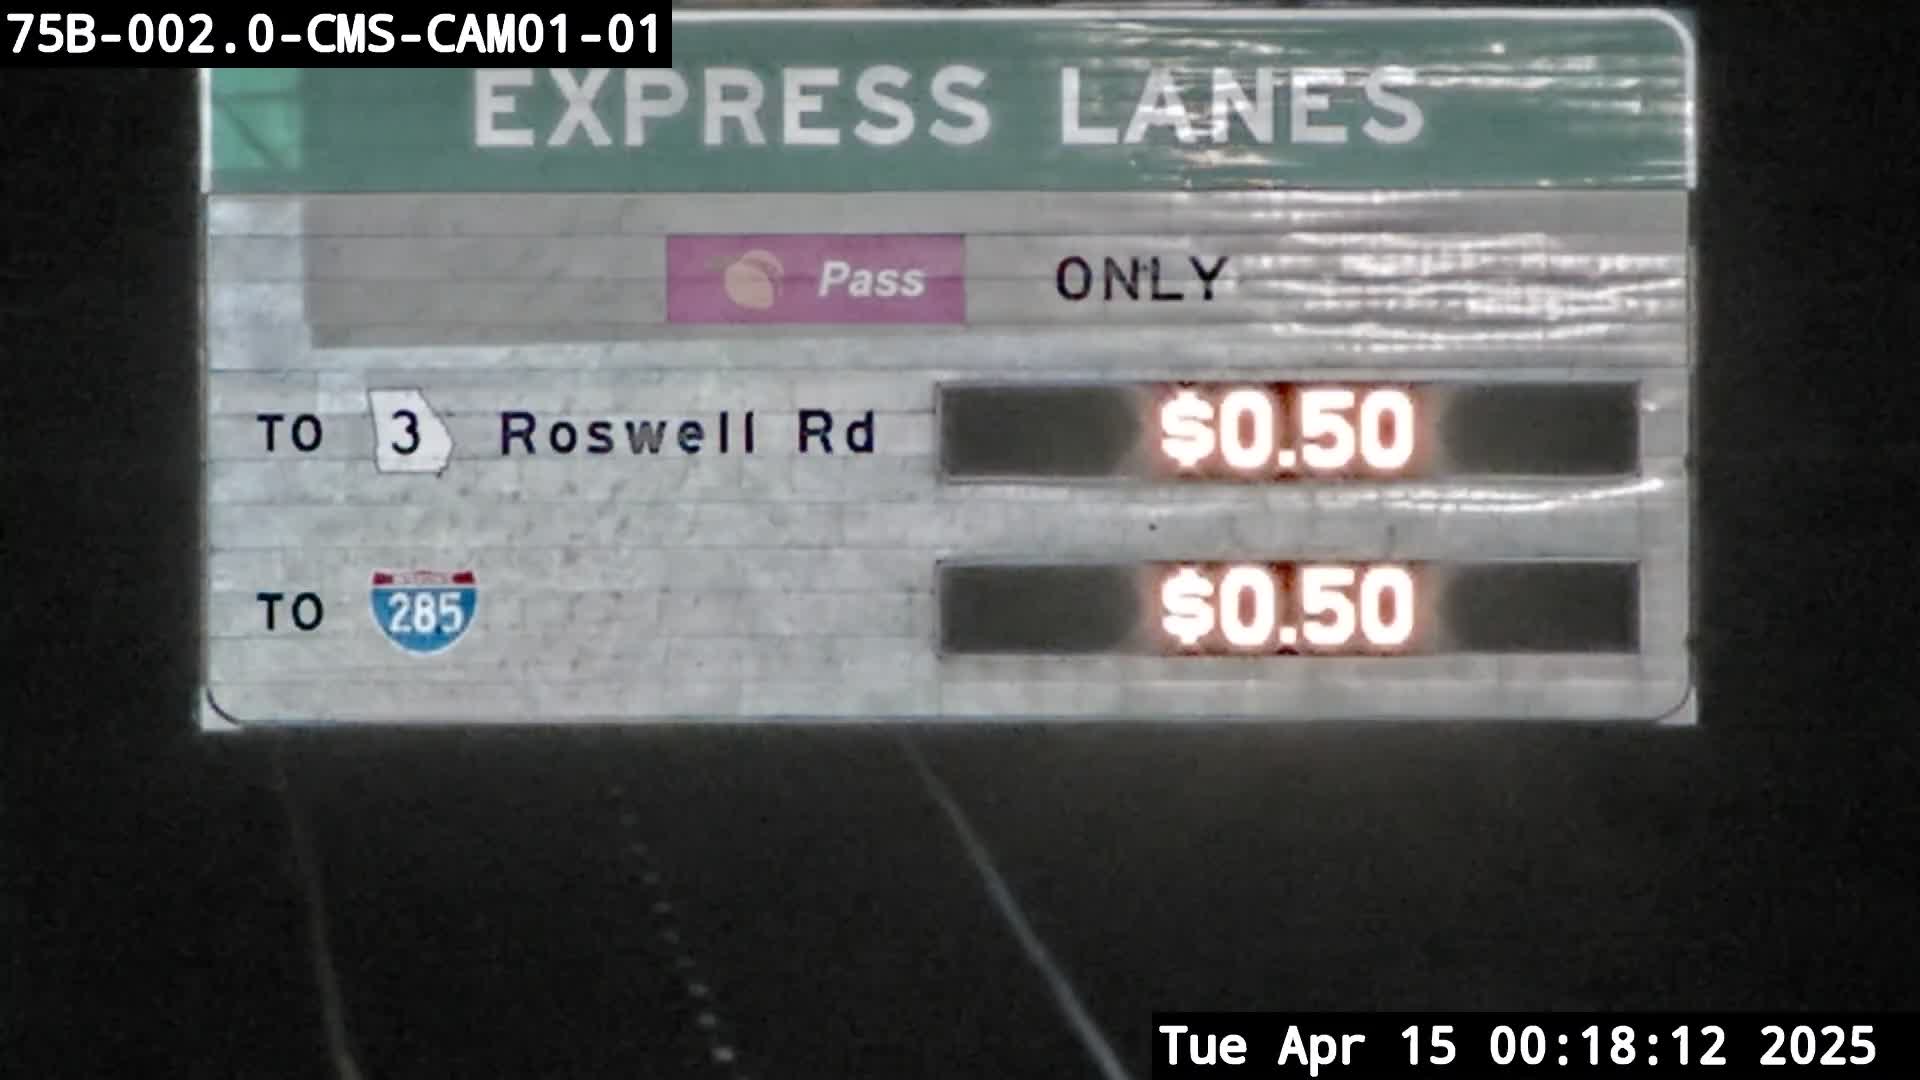 75B-002.0-CMS-CAM01-01
EXPRESS LANES
Pass ONLY
TO 3 Roswell Rd $0.50
TO 285 $0.50
Tue Apr 15 00:18:12 2025